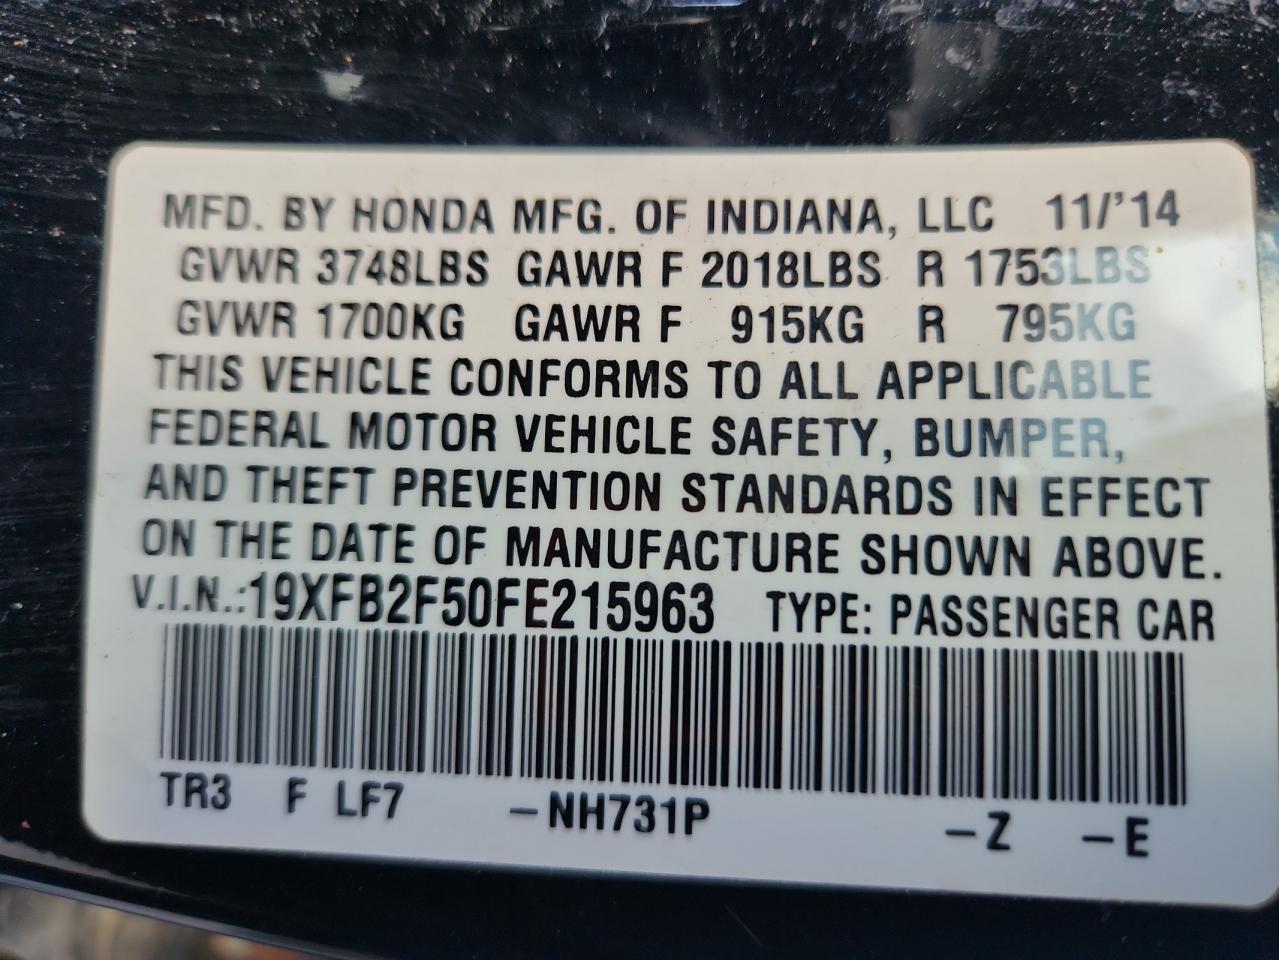 MFD. BY HONDA MFG. OF INDIANA, LLC 11/'14
GVWR 3748LBS GAWR F 2018LBS R 1753LBS
GVWR 1700KG GAWR F 915KG R 795KG
THIS VEHICLE CONFORMS TO ALL APPLICABLE
FEDERAL MOTOR VEHICLE SAFETY, BUMPER,
AND THEFT PREVENTION STANDARDS IN EFFECT
ON THE DATE OF MANUFACTURE SHOWN ABOVE.
V.I.N.:19XFB2F50FE215963 TYPE: PASSENGER CAR
TR3 F LF7 –NH731P –Z –E